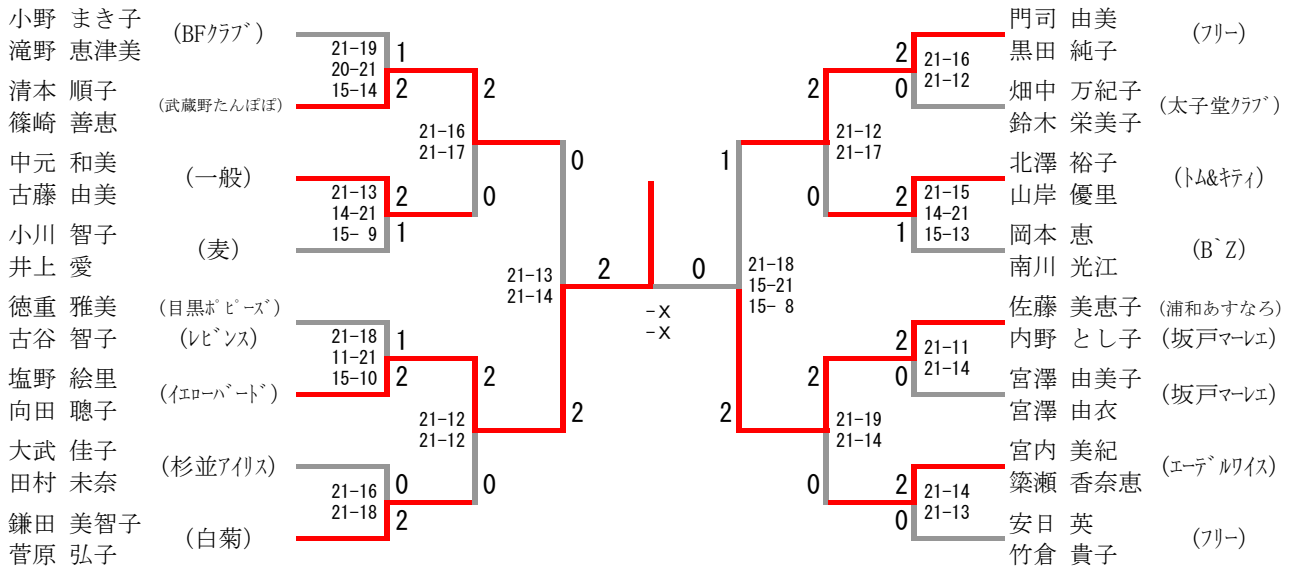 小野 まき子
滝野 恵津美
(BFｸﾗﾌﾞ)
清本 順子
篠崎 善恵
(武蔵野たんぽぽ)
21-19
20-21
15-14
1
2
中元 和美
古藤 由美
(一般)
小川 智子
井上 愛
(麦)
21-13
14-21
15- 9
2
1
2
21-16
21-17
0
徳重 雅美
(目黒ﾎﾟﾋﾟｰｽﾞ)
古谷 智子
(ﾚﾋﾞﾝｽ)
塩野 絵里
向田 聰子
(ｲｴﾛｰﾊﾞｰﾄﾞ)
21-18
11-21
15-10
1
2
大武 佳子
田村 未奈
(杉並ｱｲﾘｽ)
鎌田 美智子
菅原 弘子
(白菊)
21-16
21-18
0
2
2
21-12
21-12
0
0
21-13
21-14
2
2
0
-X
-X
1
21-18
15-21
15- 8
2
門司 由美
黒田 純子
(ﾌﾘｰ)
畑中 万紀子
鈴木 栄美子
(太子堂ｸﾗﾌﾞ)
2
21-16
21-12
0
北澤 裕子
山岸 優里
(ﾄﾑ&ｷﾃｨ)
岡本 恵
南川 光江
(B`Z)
2
21-15
14-21
15-13
1
2
21-12
21-17
0
佐藤 美恵子
(浦和あすなろ)
内野 とし子
(坂戸ﾏｰﾚｴ)
宮澤 由美子
宮澤 由衣
(坂戸ﾏｰﾚｴ)
2
21-11
21-14
0
宮内 美紀
簗瀬 香奈恵
(ｴｰﾃﾞﾙﾜｲｽ)
安日 英
竹倉 貴子
(ﾌﾘｰ)
2
21-14
21-13
0
2
21-19
21-14
0